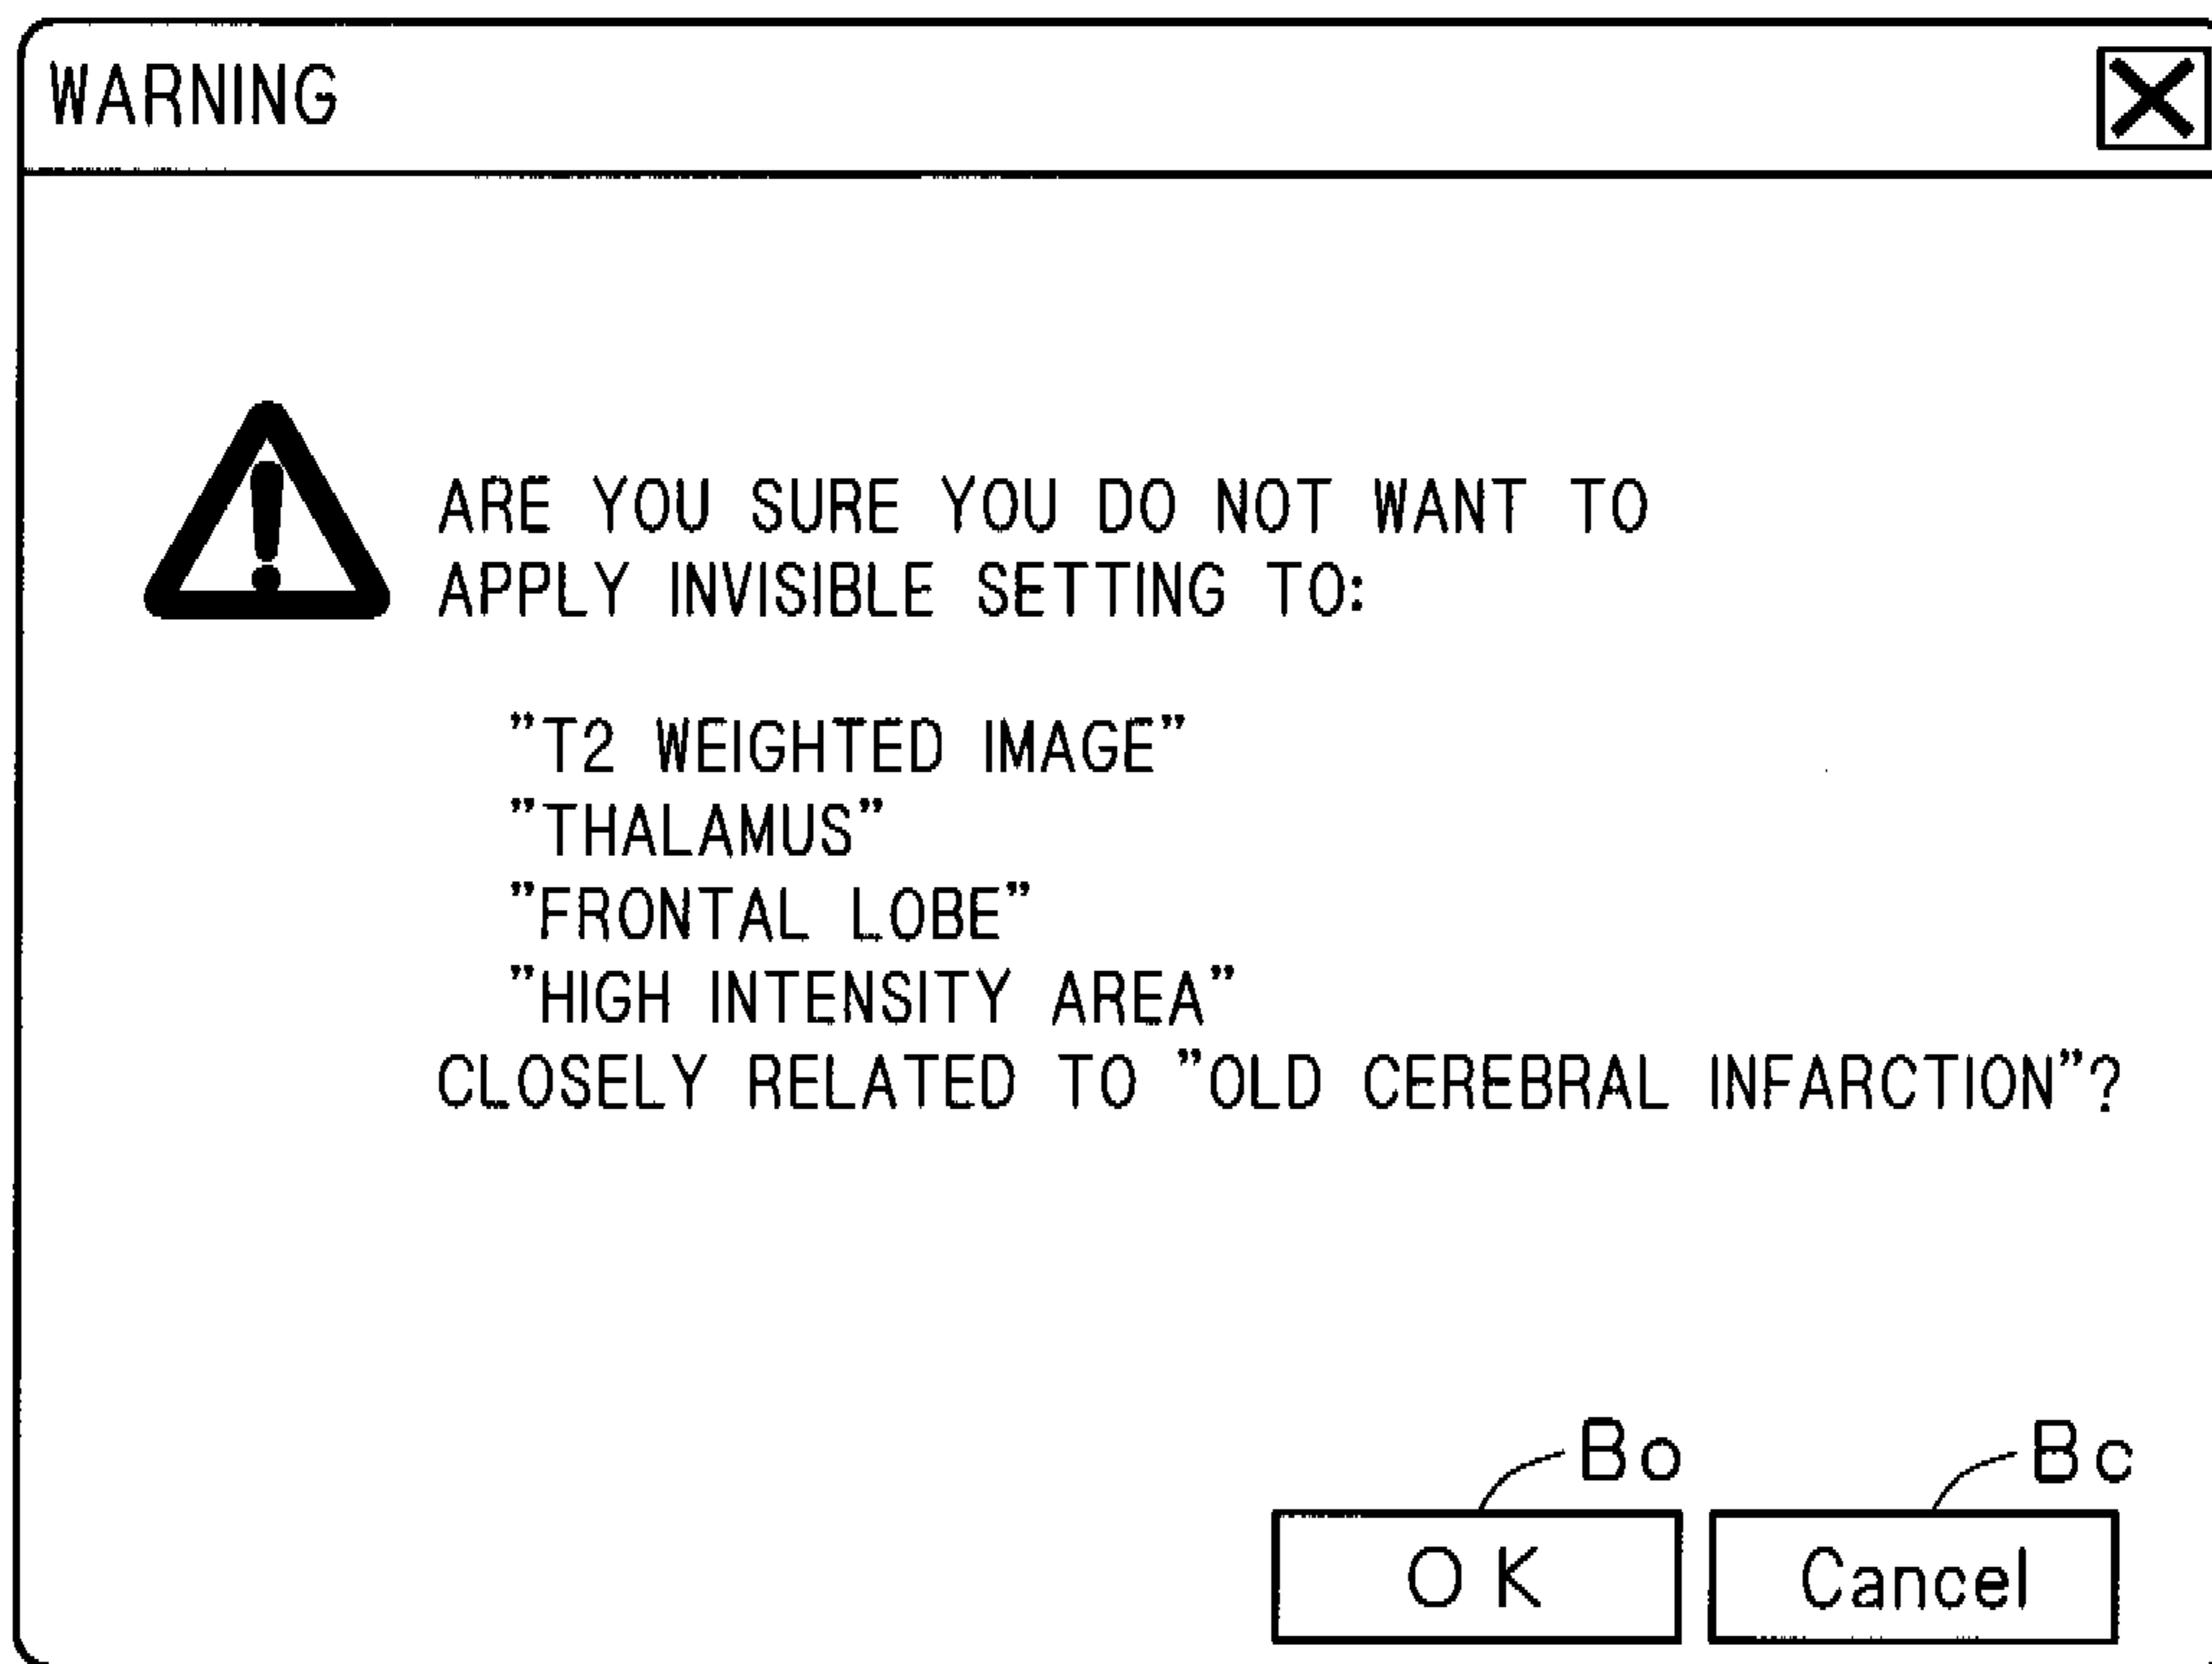 WARNING
ARE YOU SURE YOU DO NOT WANT TO
APPLY INVISIBLE SETTING TO:
"T2 WEIGHTED IMAGE"
"THALAMUS"
"FRONTAL LOBE"
"HIGH INTENSITY AREA"
CLOSELY RELATED TO "OLD CEREBRAL INFARCTION"?
Bo
Bc
OK
Cancel